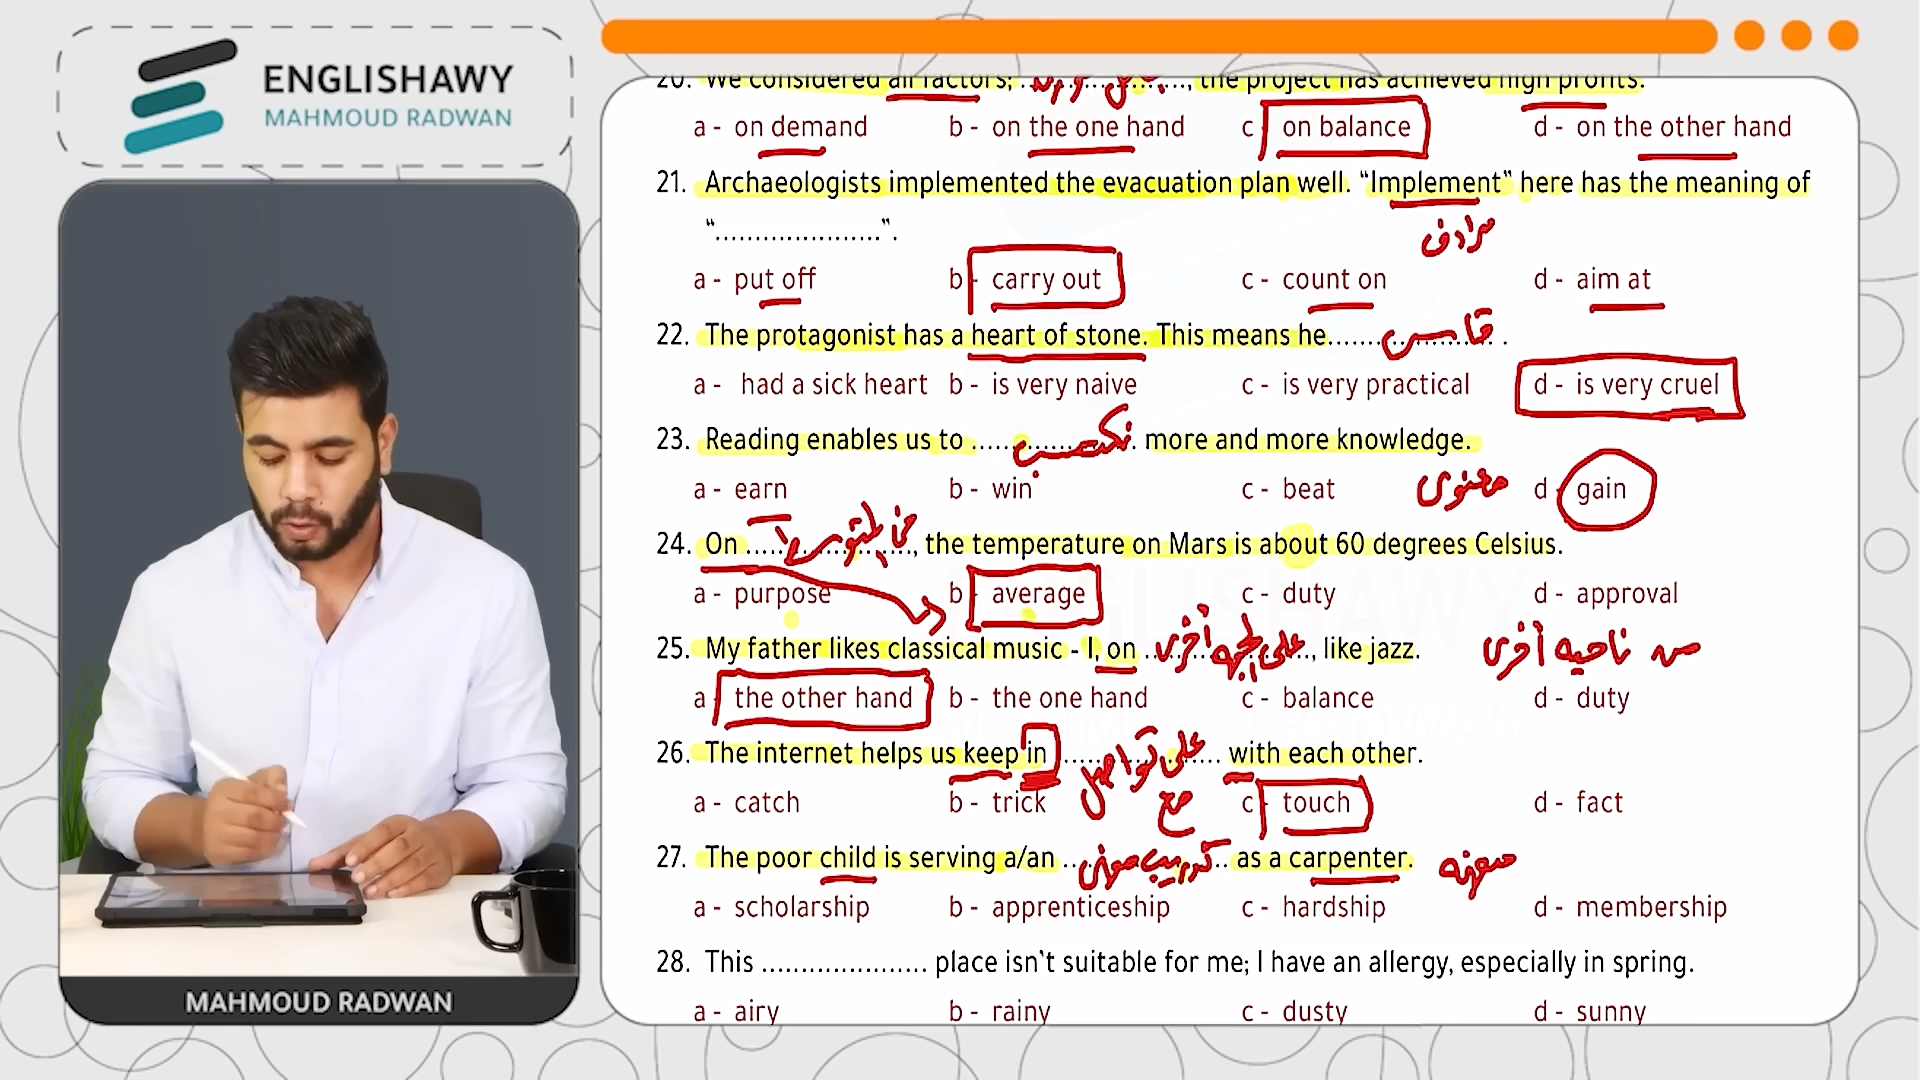 ENGLISHAWY
MAHMOUD RADWAN
20. We considered all factors; ...................., the project has achieved high profits.
a - on demand b - on the one hand c on balance d - on the other hand
21. Archaeologists implemented the evacuation plan well. “Implement” here has the meaning of
“.....................”.
مرادف
a - put off b - carry out c - count on d - aim at
22. The protagonist has a heart of stone. This means he..................... .
قاسى
a - had a sick heart b - is very naive c - is very practical d - is very cruel
23. Reading enables us to ..................... more and more knowledge.
نكتسب
a - earn b - win c - beat معنوى d - gain
24. On ....................., the temperature on Mars is about 60 degrees Celsius.
a - purpose b - average c - duty d - approval
25. My father likes classical music - I, on ....................., like jazz.
على الجهه أخرى
من ناحيه أخرى
a the other hand b - the one hand c - balance d - duty
26. The internet helps us keep in .................... with each other.
على تواصل
مع
a - catch b - trick c - touch d - fact
27. The poor child is serving a/an ..................... as a carpenter.
تدريب مهنى
مهنه
a - scholarship b - apprenticeship c - hardship d - membership
28. This ..................... place isn't suitable for me; I have an allergy, especially in spring.
a - airy b - rainy c - dusty d - sunny
MAHMOUD RADWAN